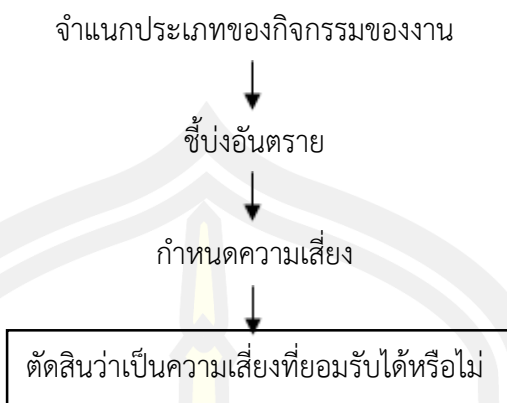 จำแนกประเภทของกิจกรรมของงาน
ชี้บ่งอันตราย
กำหนดความเสี่ยง
ตัดสินว่าเป็นความเสี่ยงที่ยอมรับได้หรือไม่